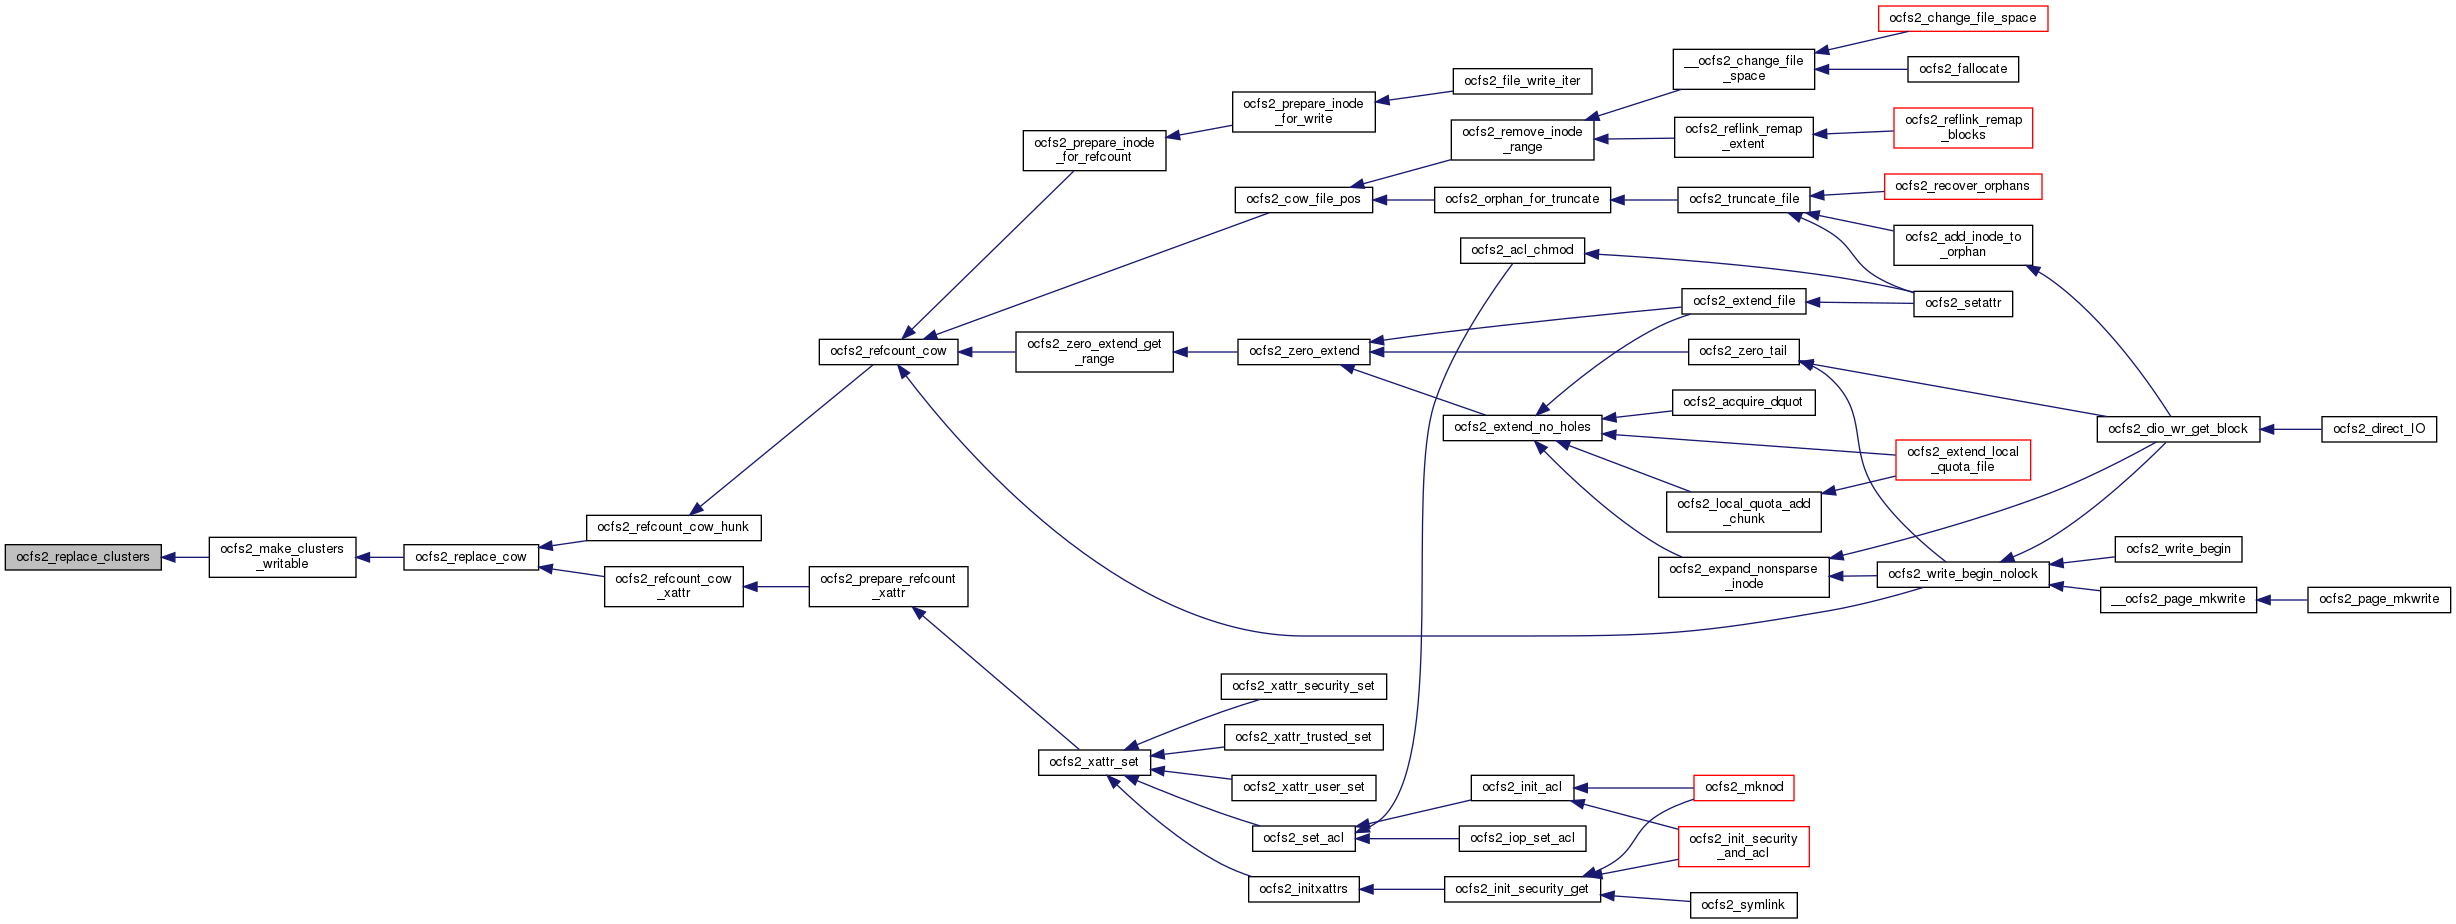 ocfs2_replace_clusters
ocfs2_make_clusters
_writable
ocfs2_replace_cow
ocfs2_refcount_cow_hunk
ocfs2_refcount_cow
_xattr
ocfs2_refcount_cow
ocfs2_prepare_refcount
_xattr
ocfs2_prepare_inode
_for_refcount
ocfs2_zero_extend_get
_range
ocfs2_xattr_set
ocfs2_prepare_inode
_for_write
ocfs2_cow_file_pos
ocfs2_zero_extend
ocfs2_xattr_security_set
ocfs2_xattr_trusted_set
ocfs2_xattr_user_set
ocfs2_set_acl
ocfs2_initxattrs
ocfs2_file_write_iter
ocfs2_remove_inode
_range
ocfs2_orphan_for_truncate
ocfs2_acl_chmod
ocfs2_extend_no_holes
ocfs2_init_acl
ocfs2_iop_set_acl
ocfs2_init_security_get
__ocfs2_change_file
_space
ocfs2_reflink_remap
_extent
ocfs2_truncate_file
ocfs2_extend_file
ocfs2_zero_tail
ocfs2_acquire_dquot
ocfs2_local_quota_add
_chunk
ocfs2_expand_nonsparse
_inode
ocfs2_mknod
ocfs2_init_security
_and_acl
ocfs2_symlink
ocfs2_change_file_space
ocfs2_fallocate
ocfs2_reflink_remap
_blocks
ocfs2_recover_orphans
ocfs2_add_inode_to
_orphan
ocfs2_setattr
ocfs2_extend_local
_quota_file
ocfs2_write_begin_nolock
ocfs2_dio_wr_get_block
ocfs2_write_begin
__ocfs2_page_mkwrite
ocfs2_direct_IO
ocfs2_page_mkwrite